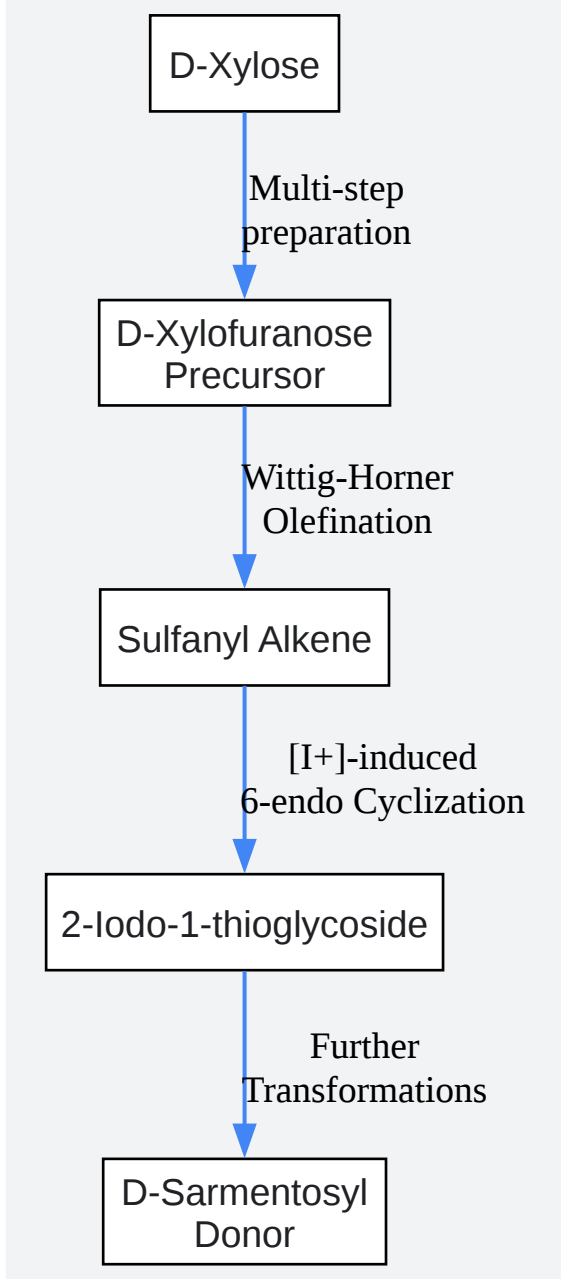 D-Xylose
Multi-step
preparation
D-Xylofuranose
Precursor
Wittig-Horner
Olefination
Sulfanyl Alkene
[I+]-induced
6-endo Cyclization
2-Iodo-1-thioglycoside
Further
Transformations
D-Sarmentosyl
Donor